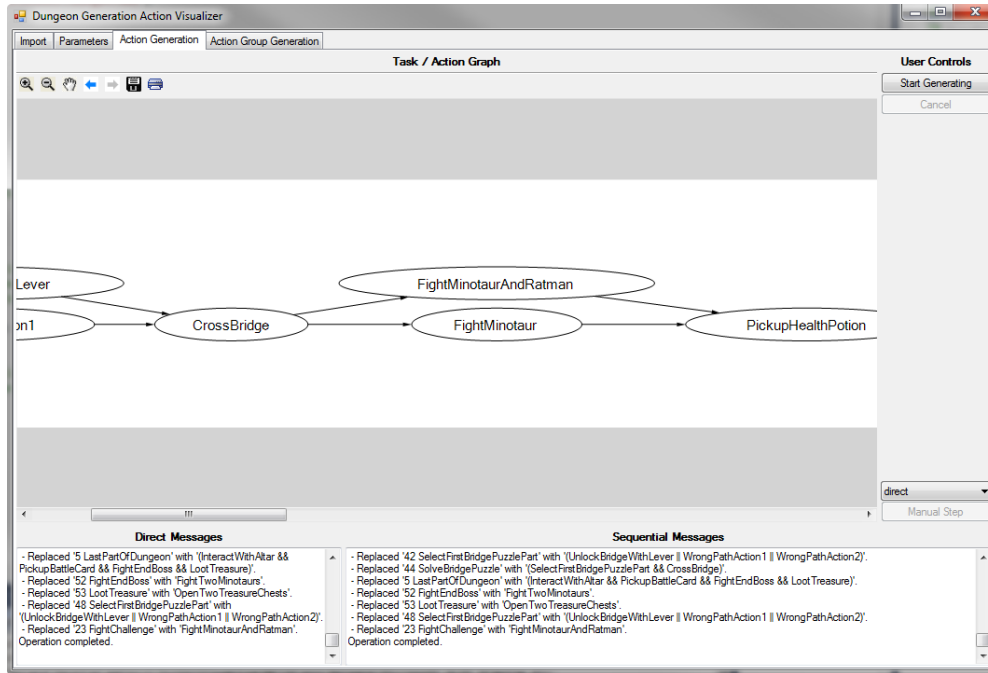 Dungeon Generation Action Visualizer
Import Parameters Action Generation Action Group Generation
Task / Action Graph
User Controls
Start Generating
Cancel
Lever
FightMinotaurAndRatman
on1
CrossBridge
FightMinotaur
PickupHealthPotion
direct
Manual Step
Direct Messages
- Replaced '5 LastPartOfDungeon' with '(InteractWithAltar &&
PickupBattleCard && FightEndBoss && LootTreasure)'.
- Replaced '52 FightEndBoss' with 'FightTwoMinotaurs'.
- Replaced '53 LootTreasure' with 'OpenTwoTreasureChests'.
- Replaced '48 SelectFirstBridgePuzzlePart' with
'(UnlockBridgeWithLever || WrongPathAction1 || WrongPathAction2)'.
- Replaced '23 FightChallenge' with 'FightMinotaurAndRatman'.
Operation completed.
Sequential Messages
- Replaced '42 SelectFirstBridgePuzzlePart' with '(UnlockBridgeWithLever || WrongPathAction1 || WrongPathAction2)'.
- Replaced '44 SolveBridgePuzzle' with '(SelectFirstBridgePuzzlePart && CrossBridge)'.
- Replaced '5 LastPartOfDungeon' with '(InteractWithAltar && PickupBattleCard && FightEndBoss && LootTreasure)'.
- Replaced '52 FightEndBoss' with 'FightTwoMinotaurs'.
- Replaced '53 LootTreasure' with 'OpenTwoTreasureChests'.
- Replaced '48 SelectFirstBridgePuzzlePart' with '(UnlockBridgeWithLever || WrongPathAction1 || WrongPathAction2)'.
- Replaced '23 FightChallenge' with 'FightMinotaurAndRatman'.
Operation completed.